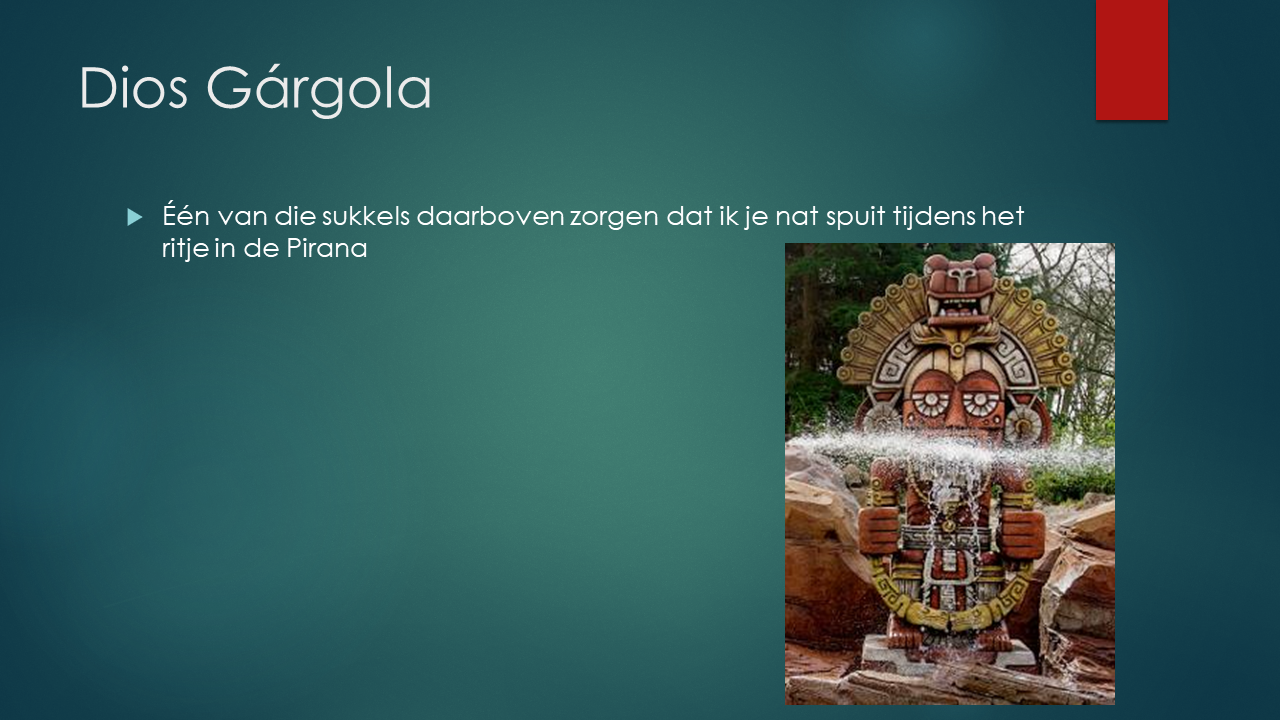 Dios Gárgola
Één van die sukkels daarboven zorgen dat ik je nat spuit tijdens het
ritje in de Pirana